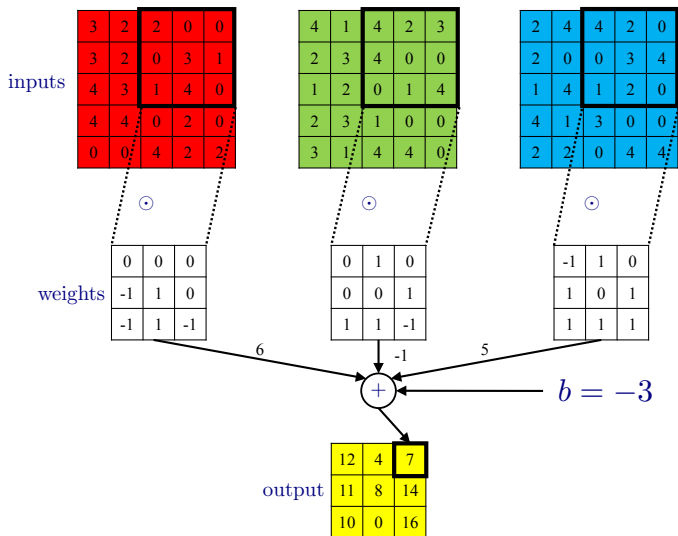 3 2 2 0 0 4 1 4 2 3 2 4 4 2 0
3 2 0 3 1 2 3 4 0 0 2 0 0 3 4
inputs
4 3 1 4 0 1 2 0 1 4 1 4 1 2 0
4 4 0 2 0 2 3 1 0 0 4 1 3 0 0
0 0 4 2 2 3 1 4 4 0 2 2 0 4 4
⊙ ⊙ ⊙
0 0 0 0 1 0 -1 1 0
weights -1 1 0 0 0 1 1 0 1
-1 1 -1 1 1 -1 1 1 1
6 -1 5
+ b = −3
12 4 7
output 11 8 14
10 0 16